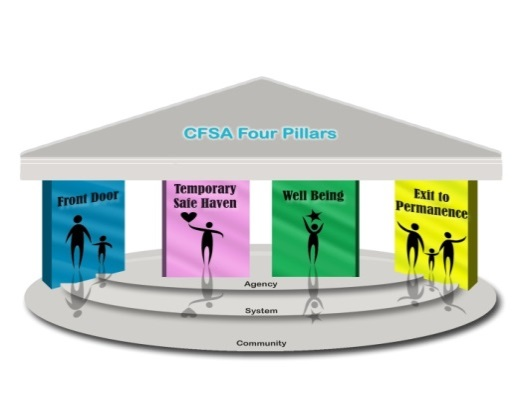 CFSA Four Pillars
Front Door
Temporary
Safe Haven
Well Being
Exit to
Permanence
Agency
System
Community